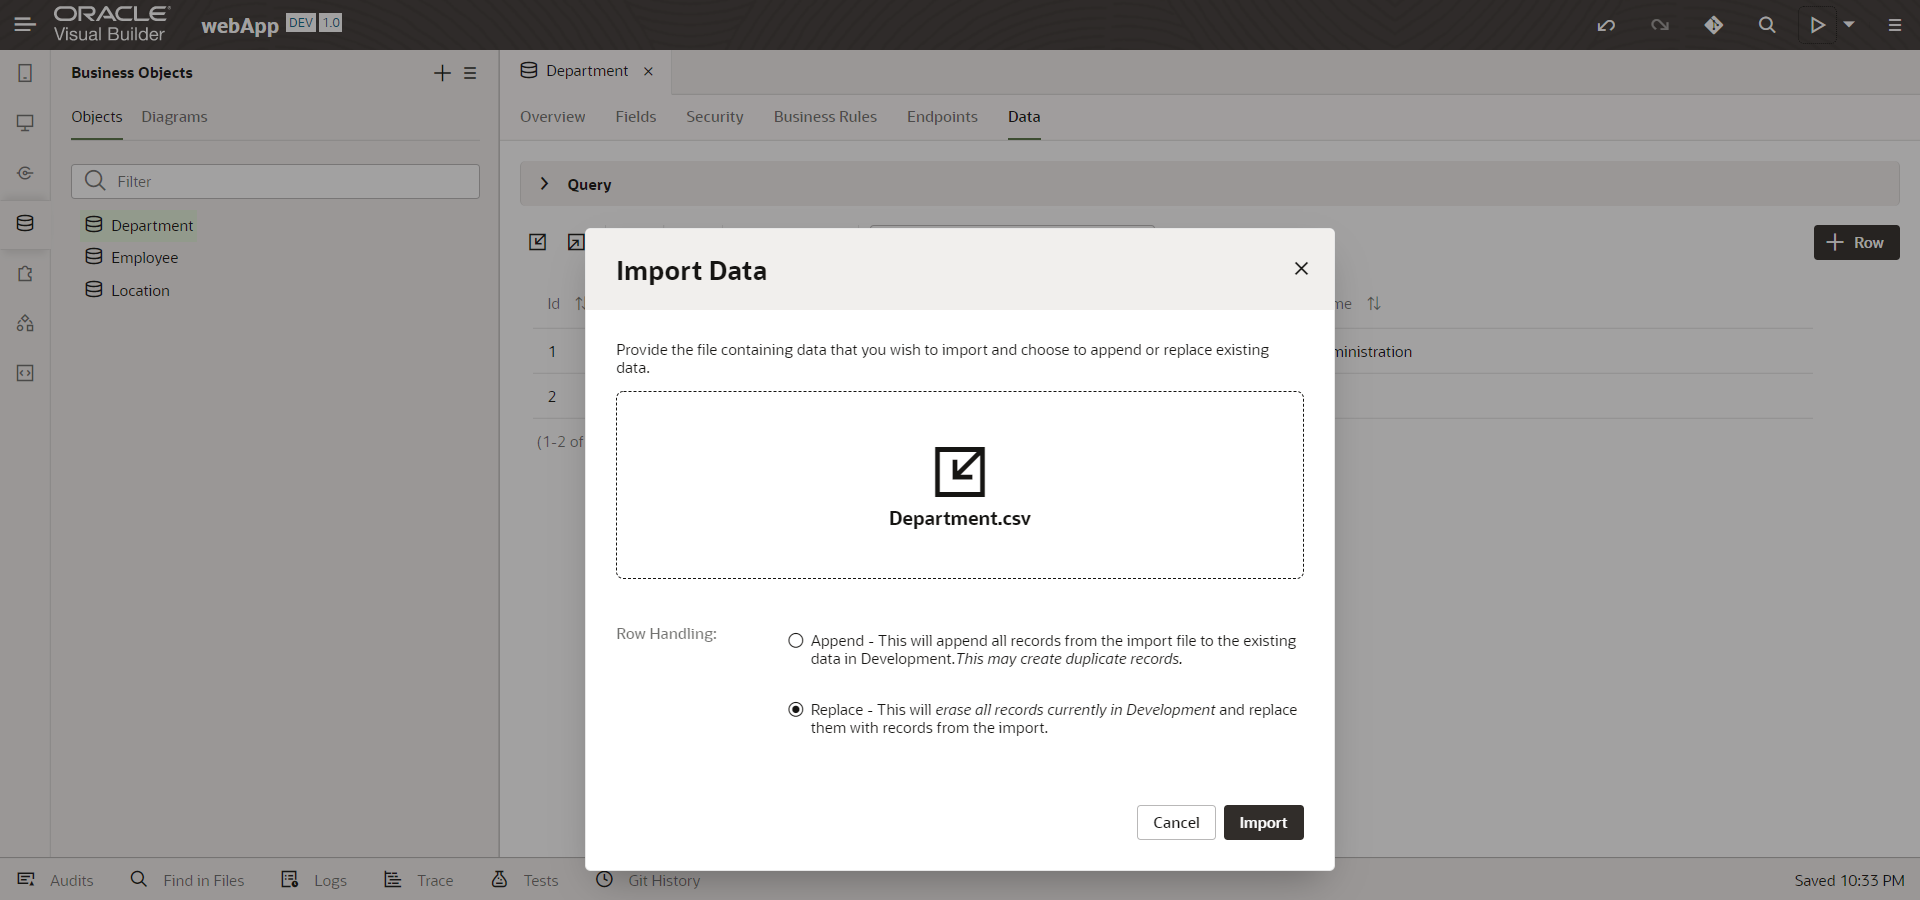 ORACLE
Visual Builder
webApp DEV 1.0
Business Objects
Department
Objects Diagrams
Overview Fields Security Business Rules Endpoints Data
Filter
Query
Department
Employee
Location
Row
Import Data
Id
Provide the file containing data that you wish to import and choose to append or replace existing
data.
1
ministration
2
(1-2 of
Department.csv
Row Handling:
Append - This will append all records from the import file to the existing
data in Development.This may create duplicate records.
Replace - This will erase all records currently in Development and replace
them with records from the import.
Cancel Import
Audits Find in Files Logs Trace Tests Git History Saved 10:33 PM